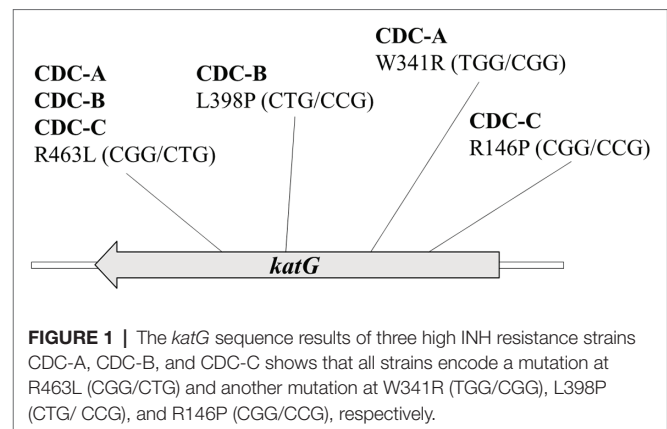 CDC-A
CDC-B
CDC-C
R463L (CGG/CTG)
CDC-B
L398P (CTG/CCG)
CDC-A
W341R (TGG/CGG)
CDC-C
R146P (CGG/CCG)
katG
FIGURE 1 | The katG sequence results of three high INH resistance strains
CDC-A, CDC-B, and CDC-C shows that all strains encode a mutation at
R463L (CGG/CTG) and another mutation at W341R (TGG/CGG), L398P
(CTG/ CCG), and R146P (CGG/CCG), respectively.